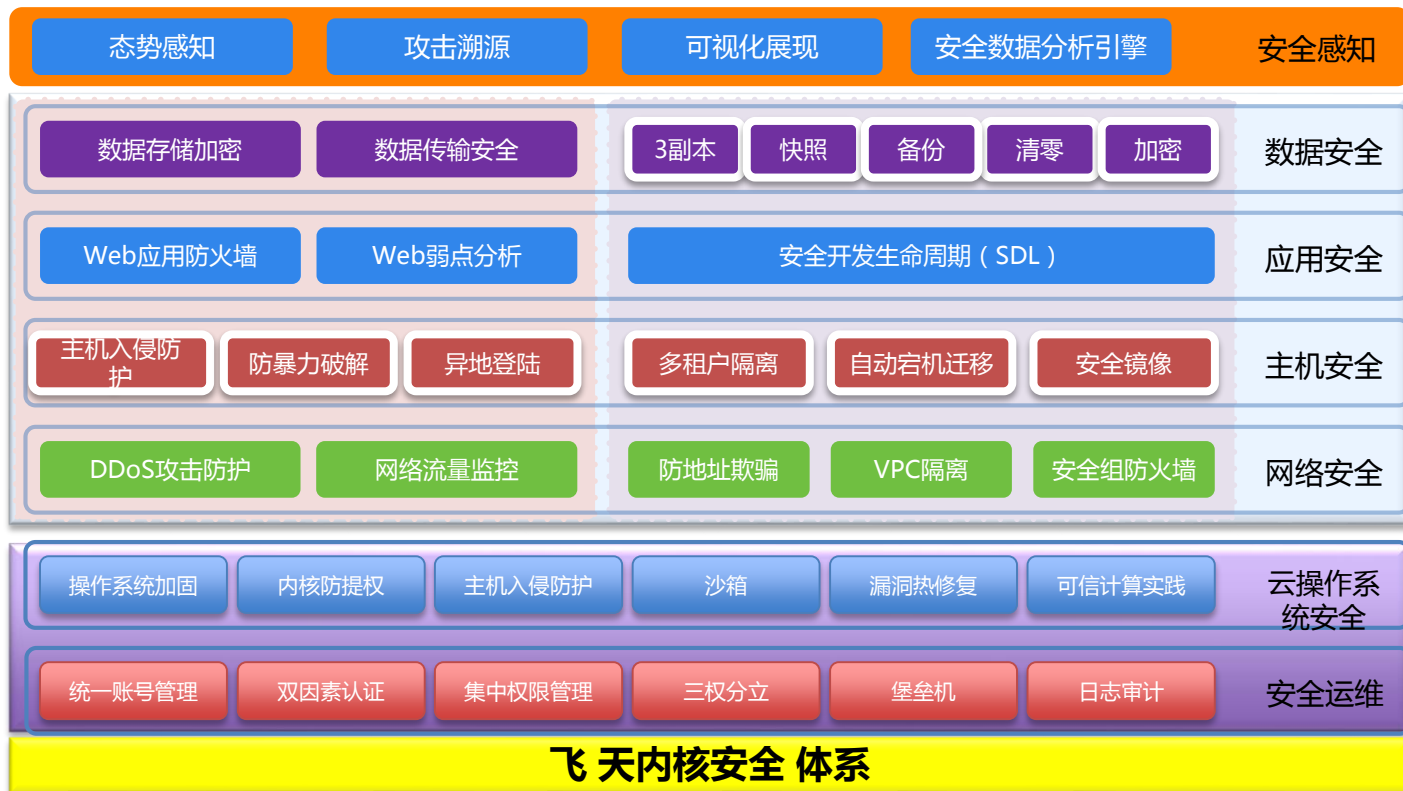 态势感知
攻击溯源
可视化展现
安全数据分析引擎
安全感知
数据存储加密
数据传输安全
3副本
快照
备份
清零
加密
数据安全
Web应用防火墙
Web弱点分析
安全开发生命周期（SDL）
应用安全
主机入侵防
护
防暴力破解
异地登陆
多租户隔离
自动宕机迁移
安全镜像
主机安全
DDoS攻击防护
网络流量监控
防地址欺骗
VPC隔离
安全组防火墙
网络安全
操作系统加固
内核防提权
主机入侵防护
沙箱
漏洞热修复
可信计算实践
云操作系
统安全
统一账号管理
双因素认证
集中权限管理
三权分立
堡垒机
日志审计
安全运维
飞 天内核安全 体系